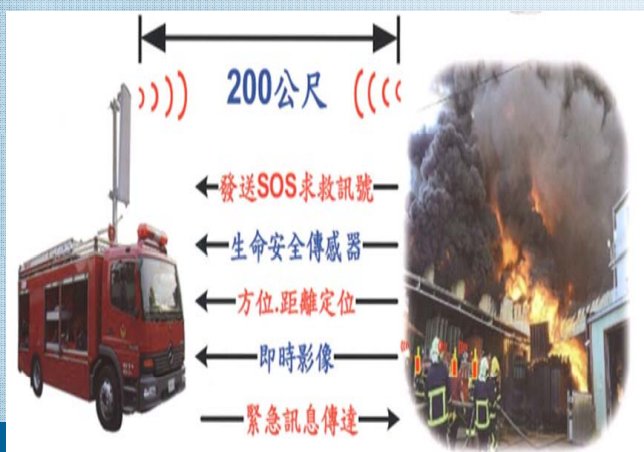 200公尺
發送SOS求救訊號
生命安全傳感器
方位.距離定位
即時影像
緊急訊息傳達